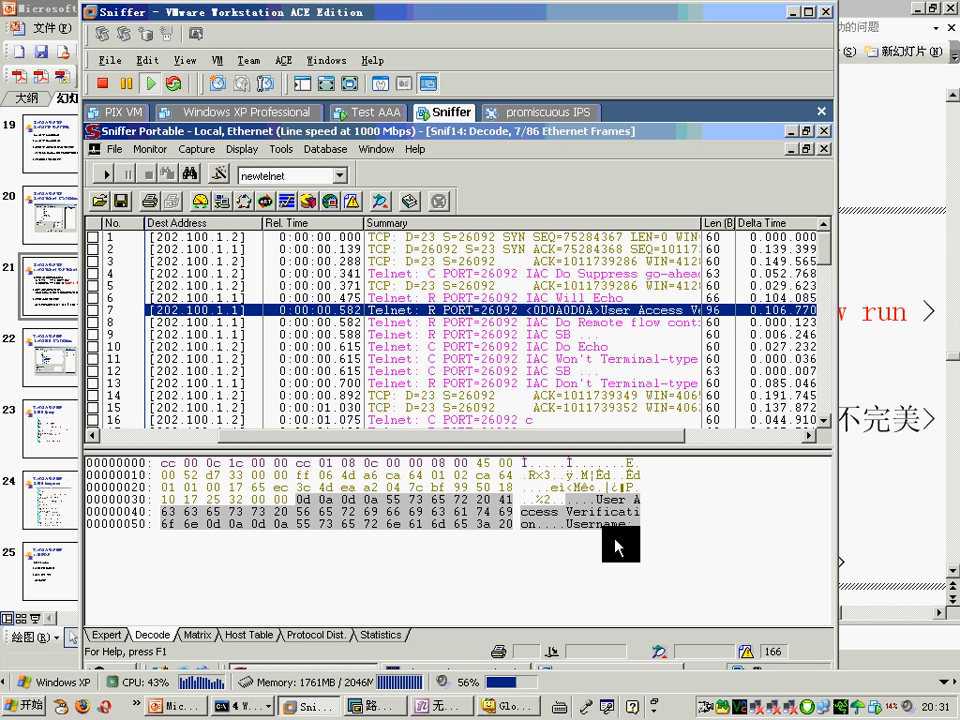 Microsoft
Sniffer - VMware Workstation ACE Edition
文件(F)
File Edit View VM Team ACE Windows Help
功的问题
(S) 新幻灯片(N)
大纲 幻灯
PIX VM Windows XP Professional Test AAA Sniffer promiscuous IPS
Sniffer Portable - Local, Ethernet (Line speed at 1000 Mbps) - [Snif14: Decode, 7/86 Ethernet Frames]
File Monitor Capture Display Tools Database Window Help
newtelnet
No. Dest Address Rel. Time Summary Len (B Delta Time
1 [202.100.1.2] 0:00:00.000 TCP: D=23 S=26092 SYN SEQ=75284367 LEN=0 WIN= 60 0.000.000
2 [202.100.1.1] 0:00:00.139 TCP: D=26092 S=23 SYN ACK=75284368 SEQ=10117 60 0.139.399
3 [202.100.1.2] 0:00:00.288 TCP: D=23 S=26092 ACK=1011739286 WIN=412 60 0.149.565
4 [202.100.1.2] 0:00:00.341 Telnet: C PORT=26092 IAC Do Suppress go-ahea 63 0.052.768
5 [202.100.1.2] 0:00:00.371 TCP: D=23 S=26092 ACK=1011739286 WIN=412 60 0.029.623
6 [202.100.1.1] 0:00:00.475 Telnet: R PORT=26092 IAC Will Echo 66 0.104.085
7 [202.100.1.1] 0:00:00.582 Telnet: R PORT=26092 <0D0A0D0A>User Access V 96 0.106.770
8 [202.100.1.1] 0:00:00.582 Telnet: R PORT=26092 IAC Do Remote flow cont 60 0.000.123
9 [202.100.1.1] 0:00:00.588 Telnet: R PORT=26092 IAC SB ... 60 0.006.246
10 [202.100.1.2] 0:00:00.615 Telnet: C PORT=26092 IAC Do Echo 60 0.027.232
11 [202.100.1.2] 0:00:00.615 Telnet: C PORT=26092 IAC Won't Terminal-type 60 0.000.036
12 [202.100.1.2] 0:00:00.615 Telnet: C PORT=26092 IAC SB ... 63 0.000.007
13 [202.100.1.1] 0:00:00.700 Telnet: R PORT=26092 IAC Don't Terminal-type 60 0.085.046
14 [202.100.1.2] 0:00:00.892 TCP: D=23 S=26092 ACK=1011739349 WIN=406 60 0.191.745
15 [202.100.1.2] 0:00:01.030 TCP: D=23 S=26092 ACK=1011739352 WIN=406 60 0.137.872
16 [202.100.1.2] 0:00:01.075 Telnet: C PORT=26092 c 60 0.044.910
w run >
不完美>
>
00000000: cc 00 0c 1c 00 00 cc 01 08 0c 00 00 08 00 45 00
00000010: 00 52 d7 33 00 00 ff 06 4d a6 ca 64 01 02 ca 64
00000020: 01 01 00 17 65 ec 3c 4d ea a2 04 7c bf 99 50 18
00000030: 10 17 25 32 00 00 0d 0a 0d 0a 55 73 65 72 20 41 .%2......User A
00000040: 63 63 65 73 73 20 56 65 72 69 66 69 63 61 74 69 ccess Verificati
00000050: 6f 6e 0d 0a 0d 0a 55 73 65 72 6e 61 6d 65 3a 20 on....Username:
19
20
21
22
23
24
25
Expert Decode Matrix Host Table Protocol Dist. Statistics
For Help, press F1 166
绘图(R)
Windows XP CPU: 43% Memory: 1761MB / 2046M 56%
开始 Mic... 4 W... Sni... 路... 无... Glo... 14% 20:31